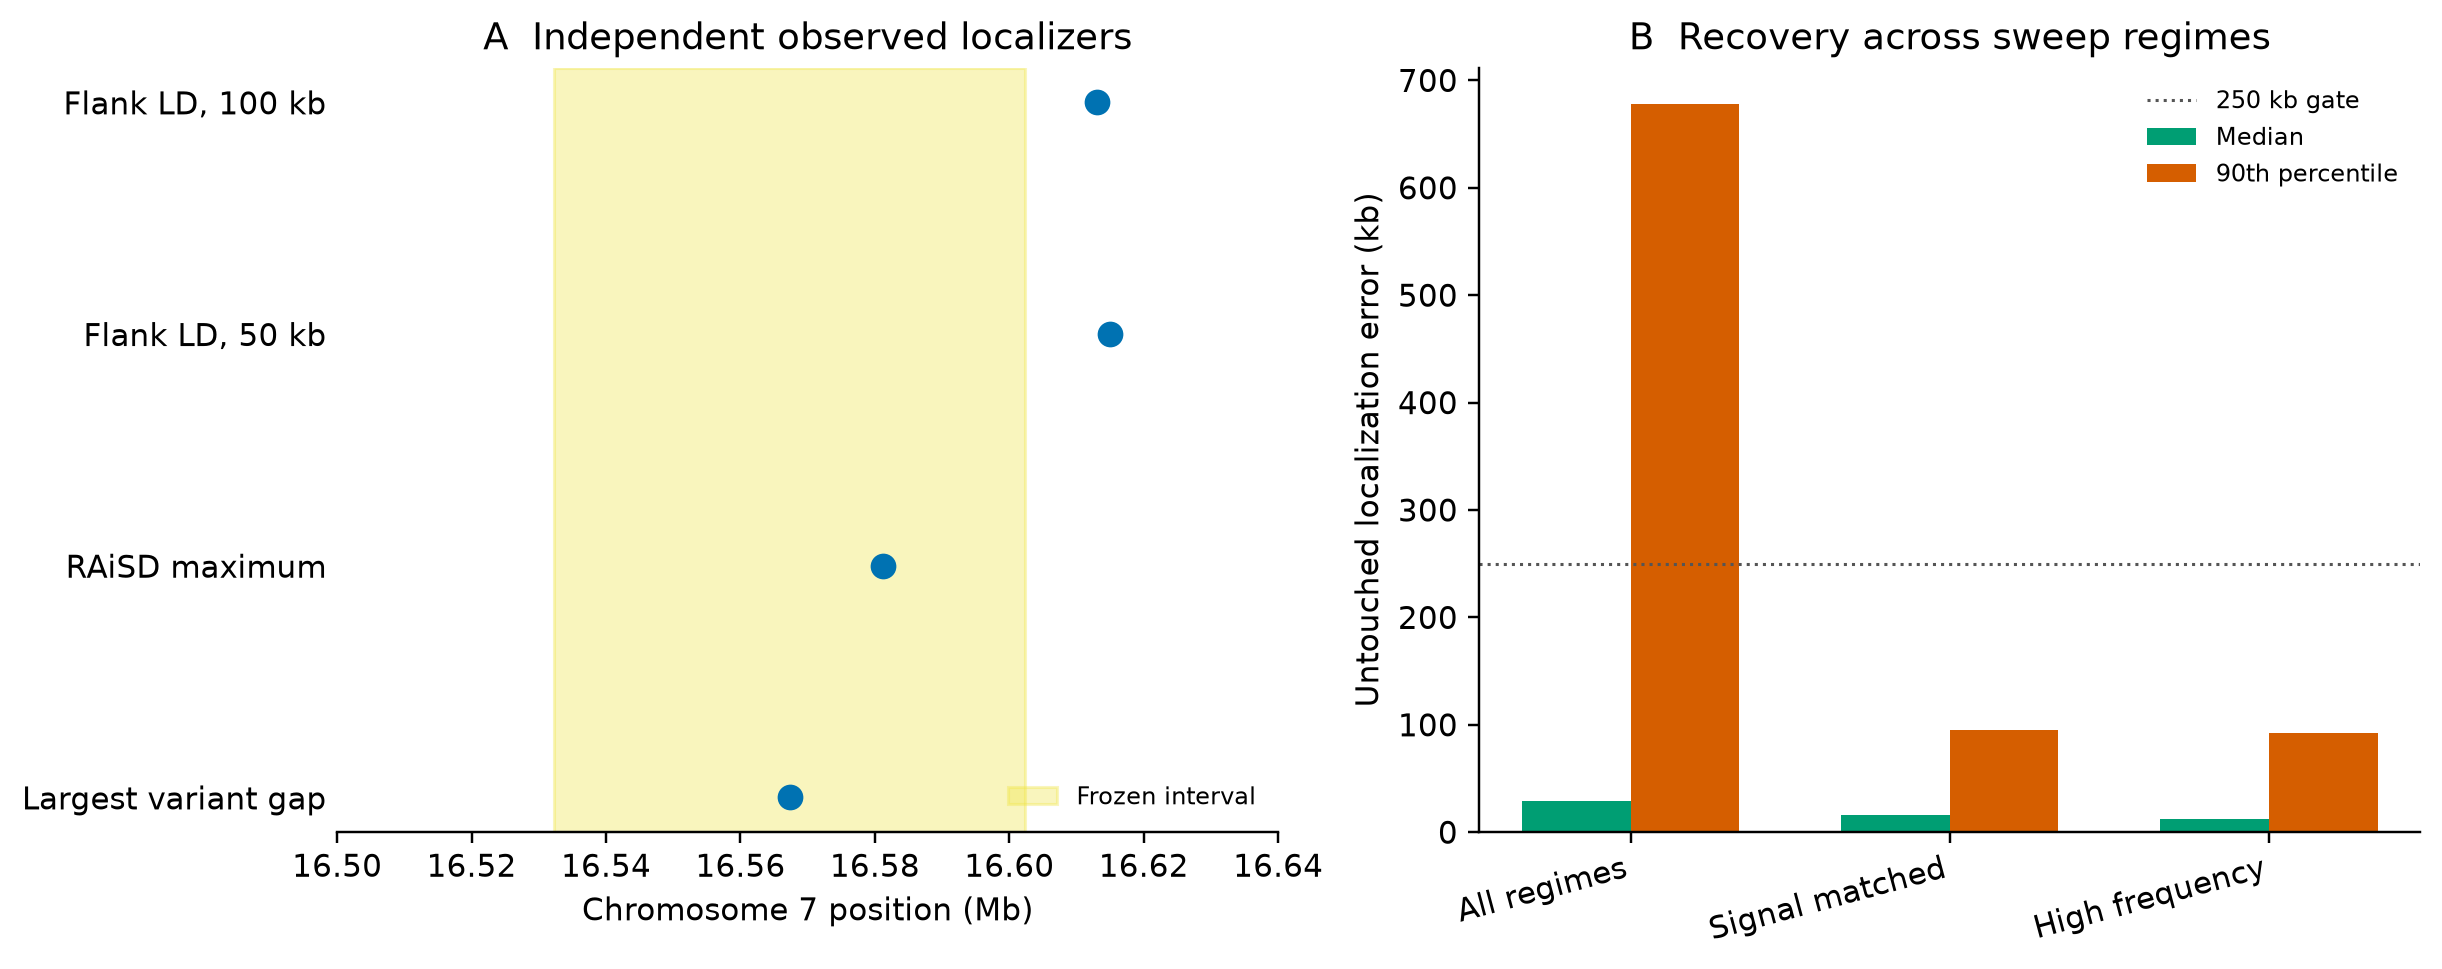 A  Independent observed localizers
Flank LD, 100 kb
Flank LD, 50 kb
RAiSD maximum
Largest variant gap
Frozen interval
16.50 16.52 16.54 16.56 16.58 16.60 16.62 16.64
Chromosome 7 position (Mb)
B  Recovery across sweep regimes
Untouched localization error (kb)
700
600
500
400
300
200
100
0
250 kb gate
Median
90th percentile
All regimes
Signal matched
High frequency